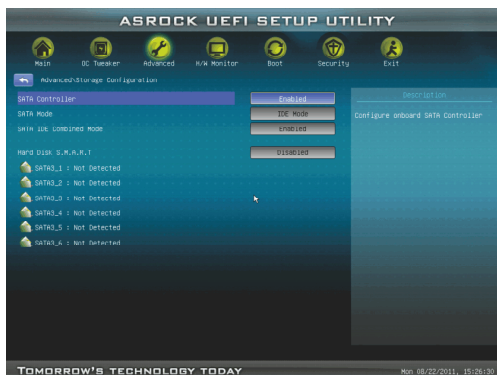 ASROCK UEFI SETUP UTILITY
Main OC Tweaker Advanced H/W Monitor Boot Security Exit
Advanced\Storage Configuration
Description
SATA Controller Enabled
Configure onboard SATA Controller
SATA Mode IDE Mode
SATA IDE Combined Mode Enabled
Hard Disk S.M.A.R.T Disabled
SATA3_1 : Not Detected
SATA3_2 : Not Detected
SATA3_3 : Not Detected
SATA3_4 : Not Detected
SATA3_5 : Not Detected
SATA3_6 : Not Detected
TOMORROW'S TECHNOLOGY TODAY
Mon 08/22/2011, 15:26:30